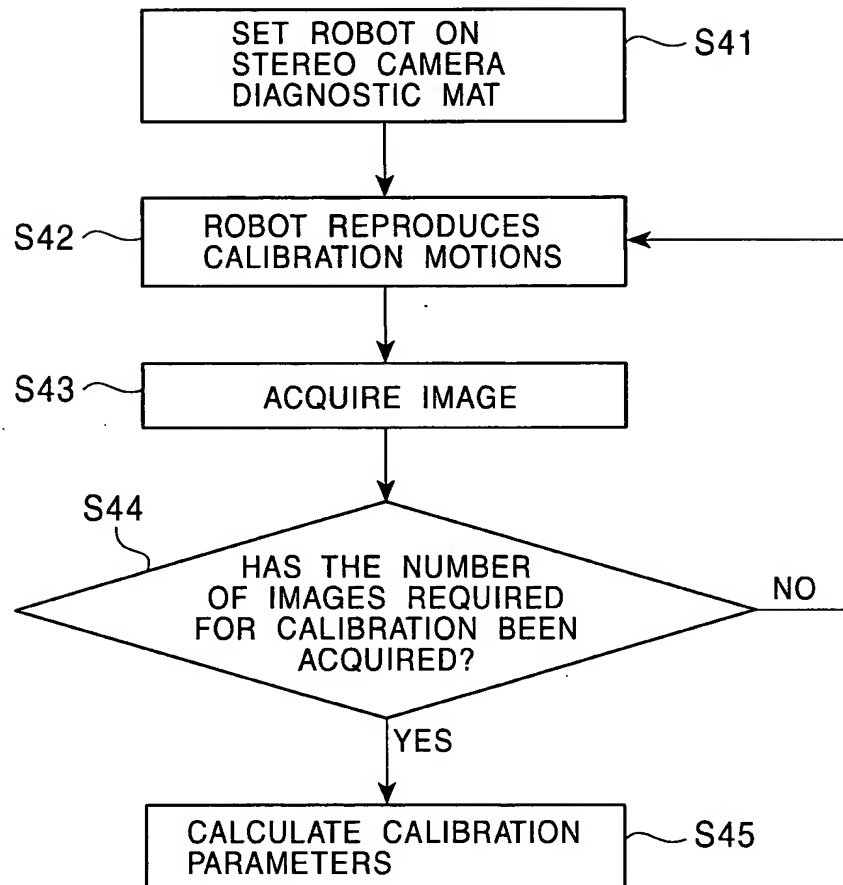 SET ROBOT ON
STEREO CAMERA
DIAGNOSTIC MAT
S41
S42
ROBOT REPRODUCES
CALIBRATION MOTIONS
S43
ACQUIRE IMAGE
S44
HAS THE NUMBER
OF IMAGES REQUIRED
FOR CALIBRATION BEEN
ACQUIRED?
NO
YES
CALCULATE CALIBRATION
PARAMETERS
S45